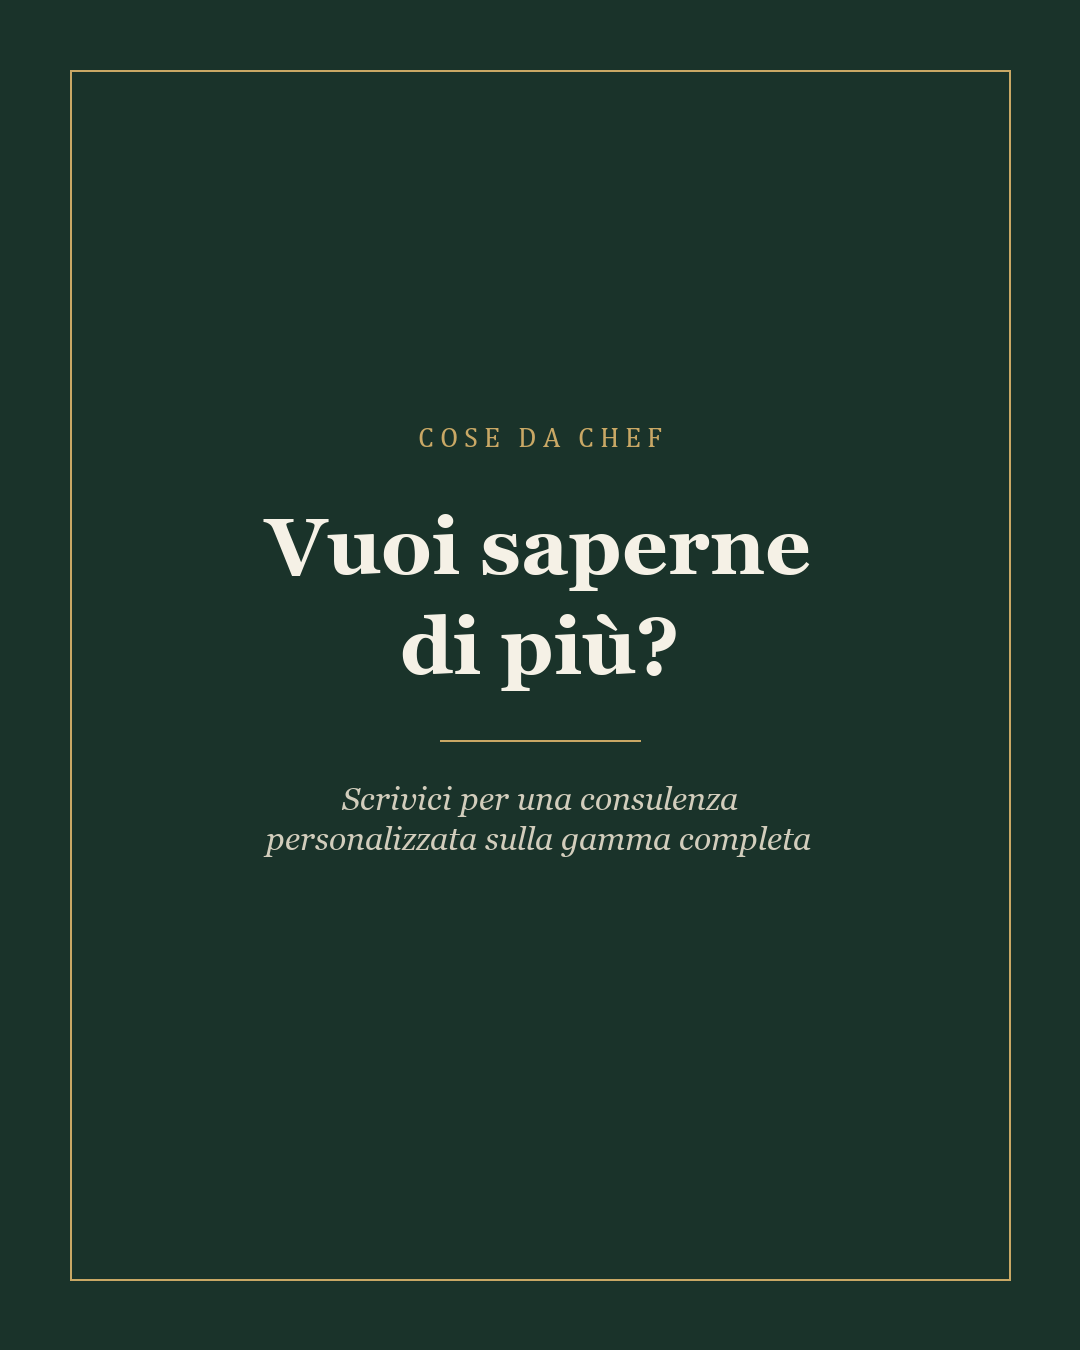 COSE DA CHEF
Vuoi saperne
di più?
Scrivici per una consulenza
personalizzata sulla gamma completa